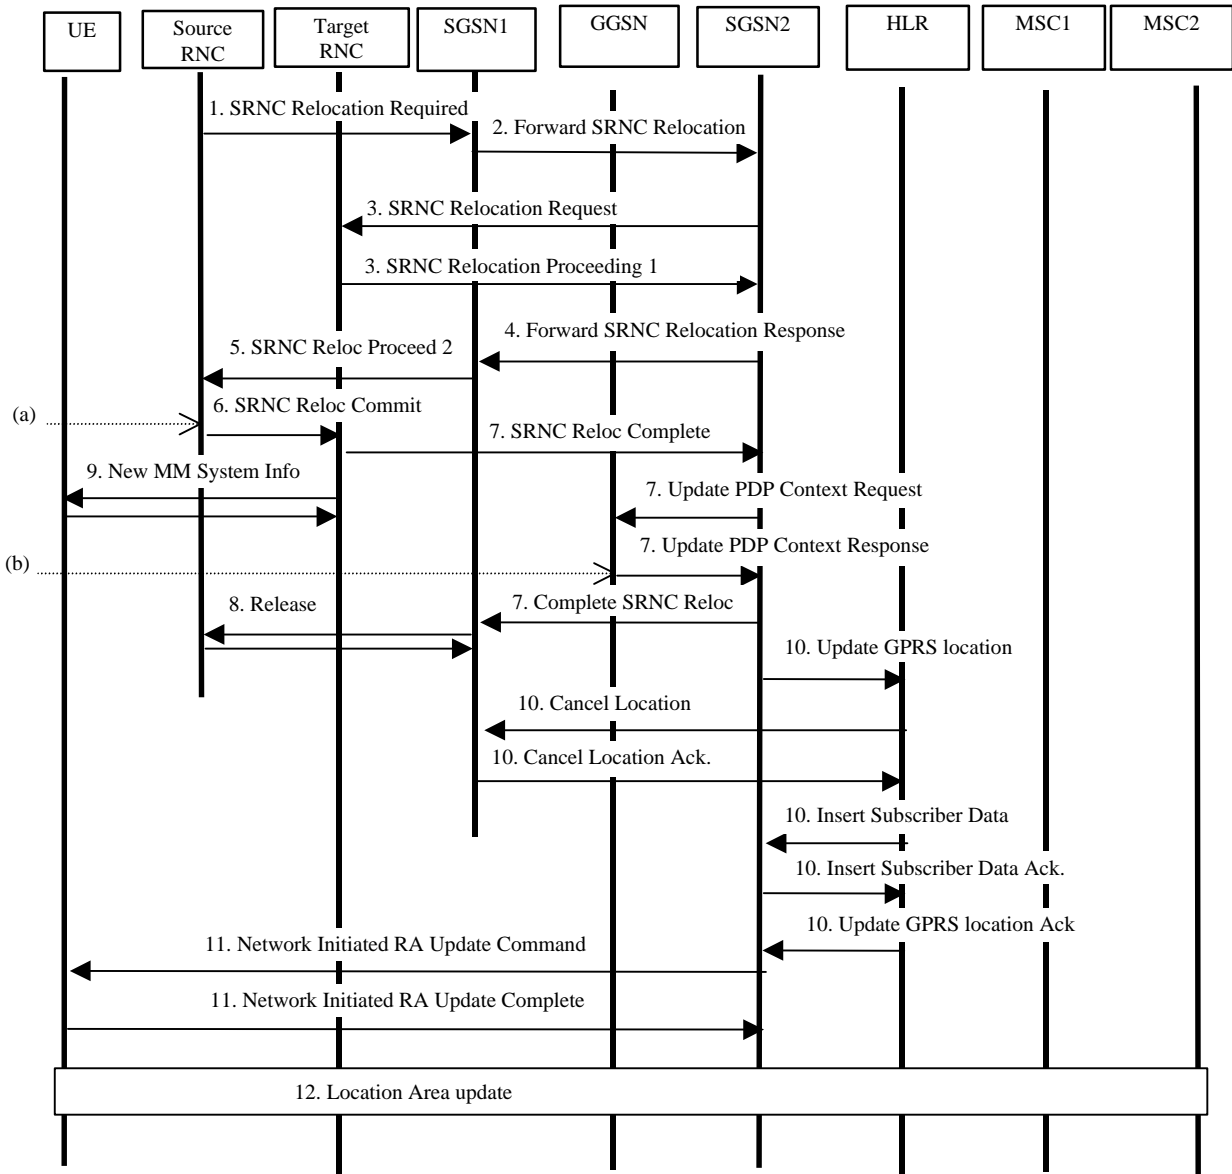 UE
Source
RNC
Target
RNC
SGSN1
GGSN
SGSN2
HLR
MSC1
MSC2
1. SRNC Relocation Required
2. Forward SRNC Relocation
3. SRNC Relocation Request
3. SRNC Relocation Proceeding 1
4. Forward SRNC Relocation Response
5. SRNC Reloc Proceed 2
(a)
6. SRNC Reloc Commit
7. SRNC Reloc Complete
9. New MM System Info
7. Update PDP Context Request
(b)
7. Update PDP Context Response
8. Release
7. Complete SRNC Reloc
10. Update GPRS location
10. Cancel Location
10. Cancel Location Ack.
10. Insert Subscriber Data
10. Insert Subscriber Data Ack.
10. Update GPRS location Ack
11. Network Initiated RA Update Command
11. Network Initiated RA Update Complete
12. Location Area update